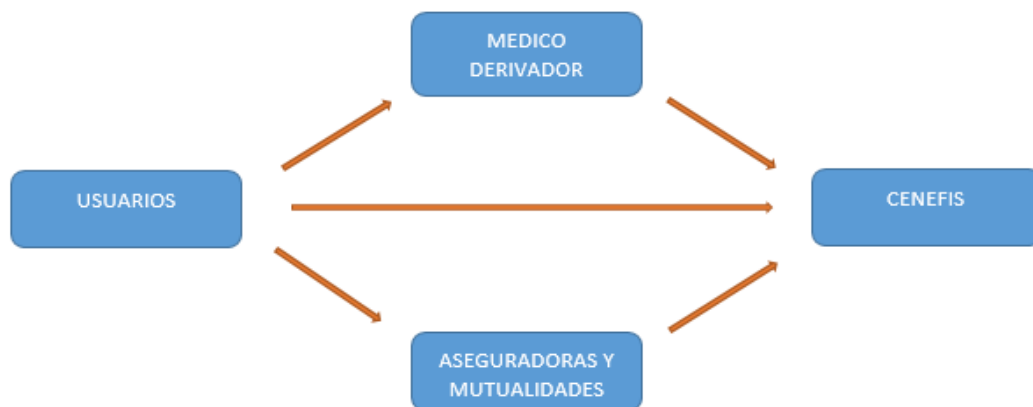 MEDICO
DERIVADOR
USUARIOS
CENEFIS
ASEGURADORAS Y
MUTUALIDADES